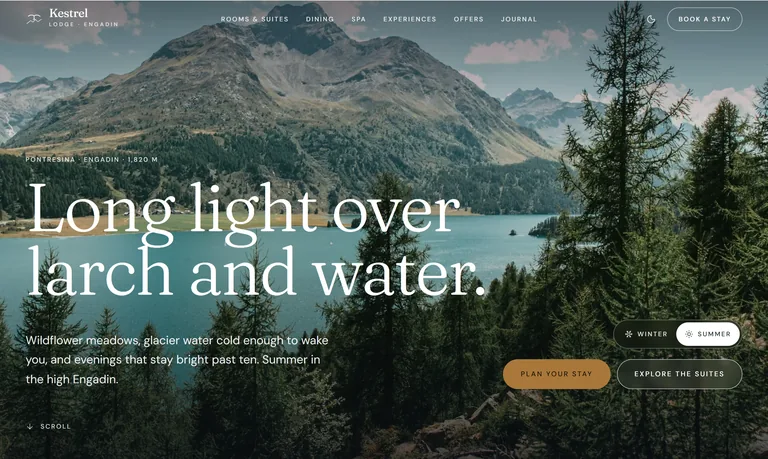 Kestrel
LODGE · ENGADIN
ROOMS & SUITES
DINING
SPA
EXPERIENCES
OFFERS
JOURNAL
BOOK A STAY
PONTRESINA · ENGADIN · 1,820 M
Long light over
larch and water.
Wildflower meadows, glacier water cold enough to wake
you, and evenings that stay bright past ten. Summer in
the high Engadin.
WINTER
SUMMER
PLAN YOUR STAY
EXPLORE THE SUITES
SCROLL